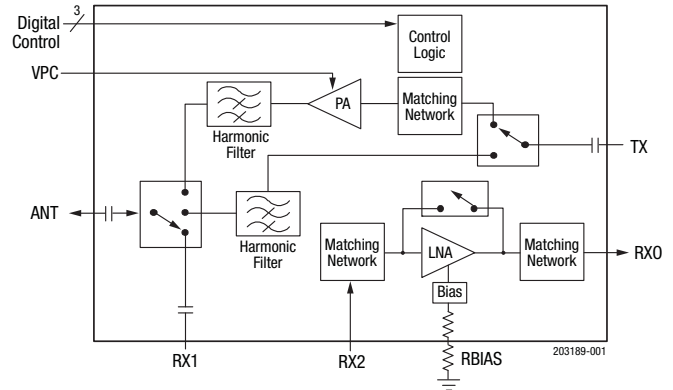 3
Digital
Control
Control
Logic
VPC
PA
Matching
Network
Harmonic
Filter
TX
ANT
Harmonic
Filter
Matching
Network
LNA
Matching
Network
RXO
Bias
RX1
RX2
RBIAS
203189-001